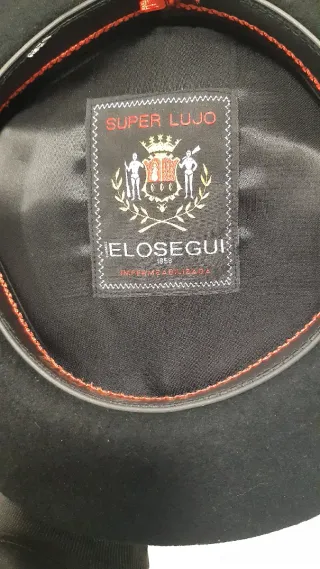 SUPER LUJO
ELOSEGUI
1858
IMPERMEABILIZADA